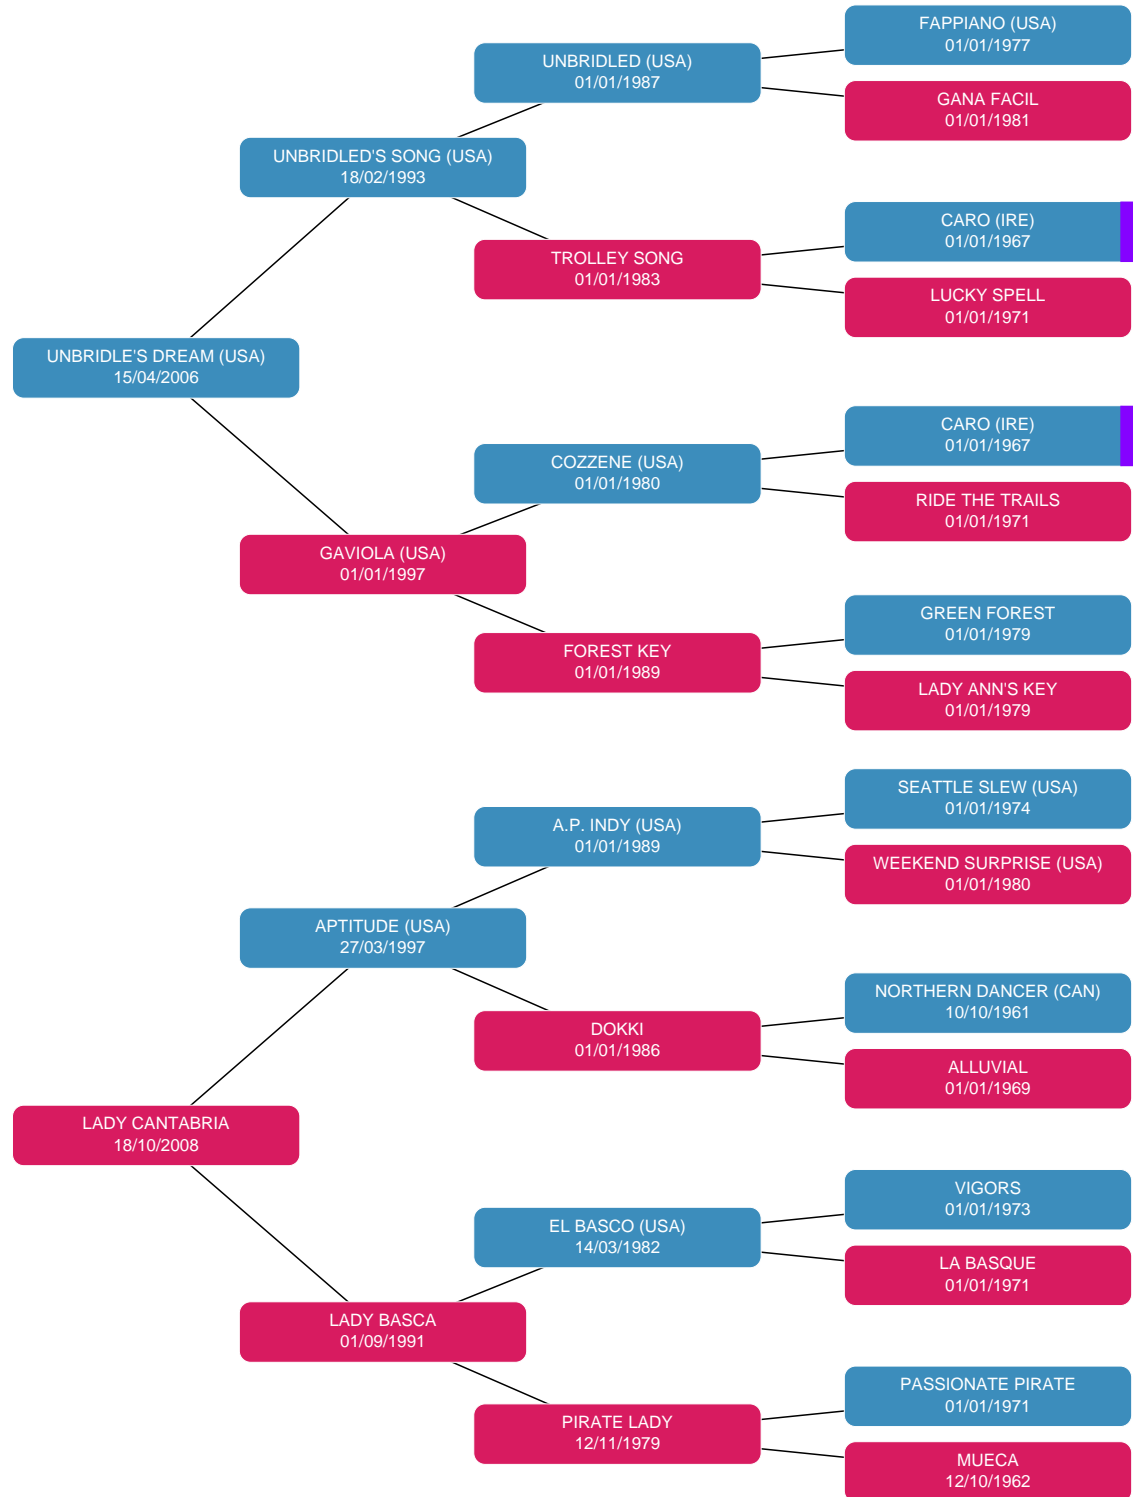 FAPPIANO (USA)
01/01/1977
UNBRIDLED (USA)
01/01/1987
GANA FACIL
01/01/1981
UNBRIDLED'S SONG (USA)
18/02/1993
CARO (IRE)
01/01/1967
TROLLEY SONG
01/01/1983
LUCKY SPELL
01/01/1971
UNBRIDLE'S DREAM (USA)
15/04/2006
CARO (IRE)
01/01/1967
COZZENE (USA)
01/01/1980
RIDE THE TRAILS
01/01/1971
GAVIOLA (USA)
01/01/1997
GREEN FOREST
01/01/1979
FOREST KEY
01/01/1989
LADY ANN'S KEY
01/01/1979
SEATTLE SLEW (USA)
01/01/1974
A.P. INDY (USA)
01/01/1989
WEEKEND SURPRISE (USA)
01/01/1980
APTITUDE (USA)
27/03/1997
NORTHERN DANCER (CAN)
10/10/1961
DOKKI
01/01/1986
ALLUVIAL
01/01/1969
LADY CANTABRIA
18/10/2008
VIGORS
01/01/1973
EL BASCO (USA)
14/03/1982
LA BASQUE
01/01/1971
LADY BASCA
01/09/1991
PASSIONATE PIRATE
01/01/1971
PIRATE LADY
12/11/1979
MUECA
12/10/1962